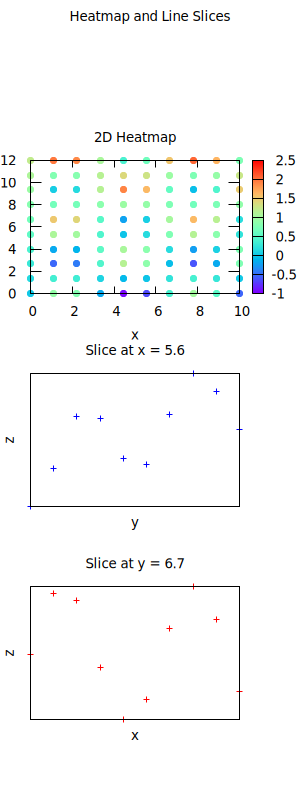 Heatmap and Line Slices
2D Heatmap
12
10
8
6
4
2
0
0 2 4 6 8 10
x
2.5
2
1.5
1
0.5
0
-0.5
-1
Slice at x = 5.6
z
y
Slice at y = 6.7
z
x